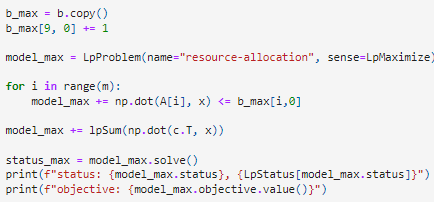 b_max = b.copy()
b_max[9, 0] += 1
model_max = LpProblem(name="resource-allocation", sense=LpMaximize)
for i in range(m):
model_max += np.dot(A[i], x) <= b_max[i,0]
model_max += lpSum(np.dot(c.T, x))
status_max = model_max.solve()
print(f"status: {model_max.status}, {LpStatus[model_max.status]}")
print(f"objective: {model_max.objective.value()}")